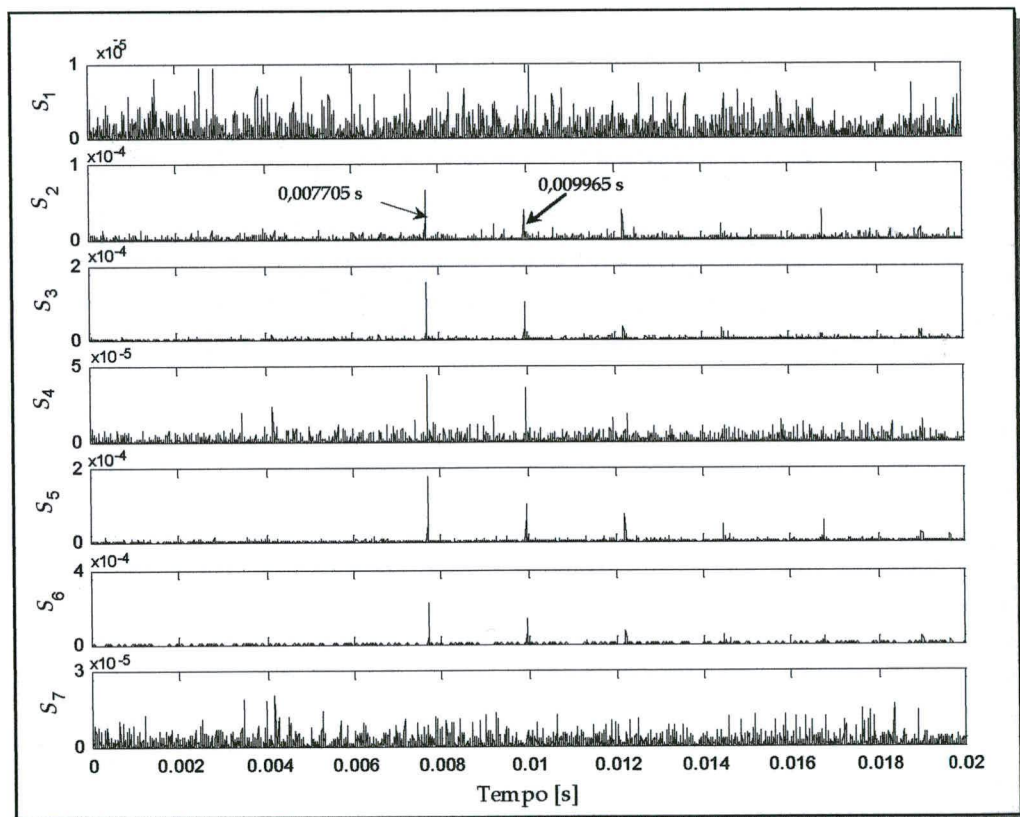 x10^-5
1
S1
0
x10^-4
1
S2
0,007705 s
0,009965 s
0
x10^-4
2
S3
0
x10^-5
5
S4
0
x10^-4
2
S5
0
x10^-4
4
S6
0
x10^-5
3
S7
0
0 0.002 0.004 0.006 0.008 0.01 0.012 0.014 0.016 0.018 0.02
Tempo [s]